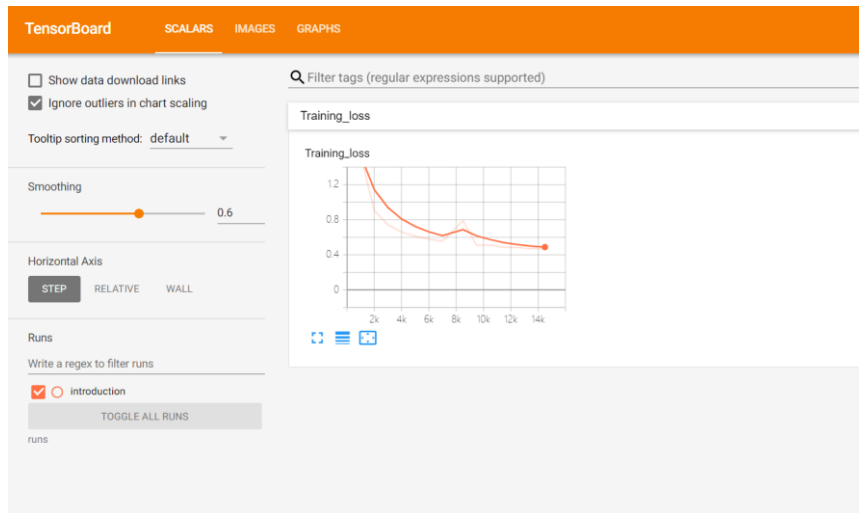 TensorBoard SCALARS IMAGES GRAPHS
Show data download links
Ignore outliers in chart scaling
Tooltip sorting method: default
Smoothing
0.6
Horizontal Axis
STEP RELATIVE WALL
Runs
Write a regex to filter runs
introduction
TOGGLE ALL RUNS
runs
Filter tags (regular expressions supported)
Training_loss
Training_loss
1.2
0.8
0.4
0
2k 4k 6k 8k 10k 12k 14k